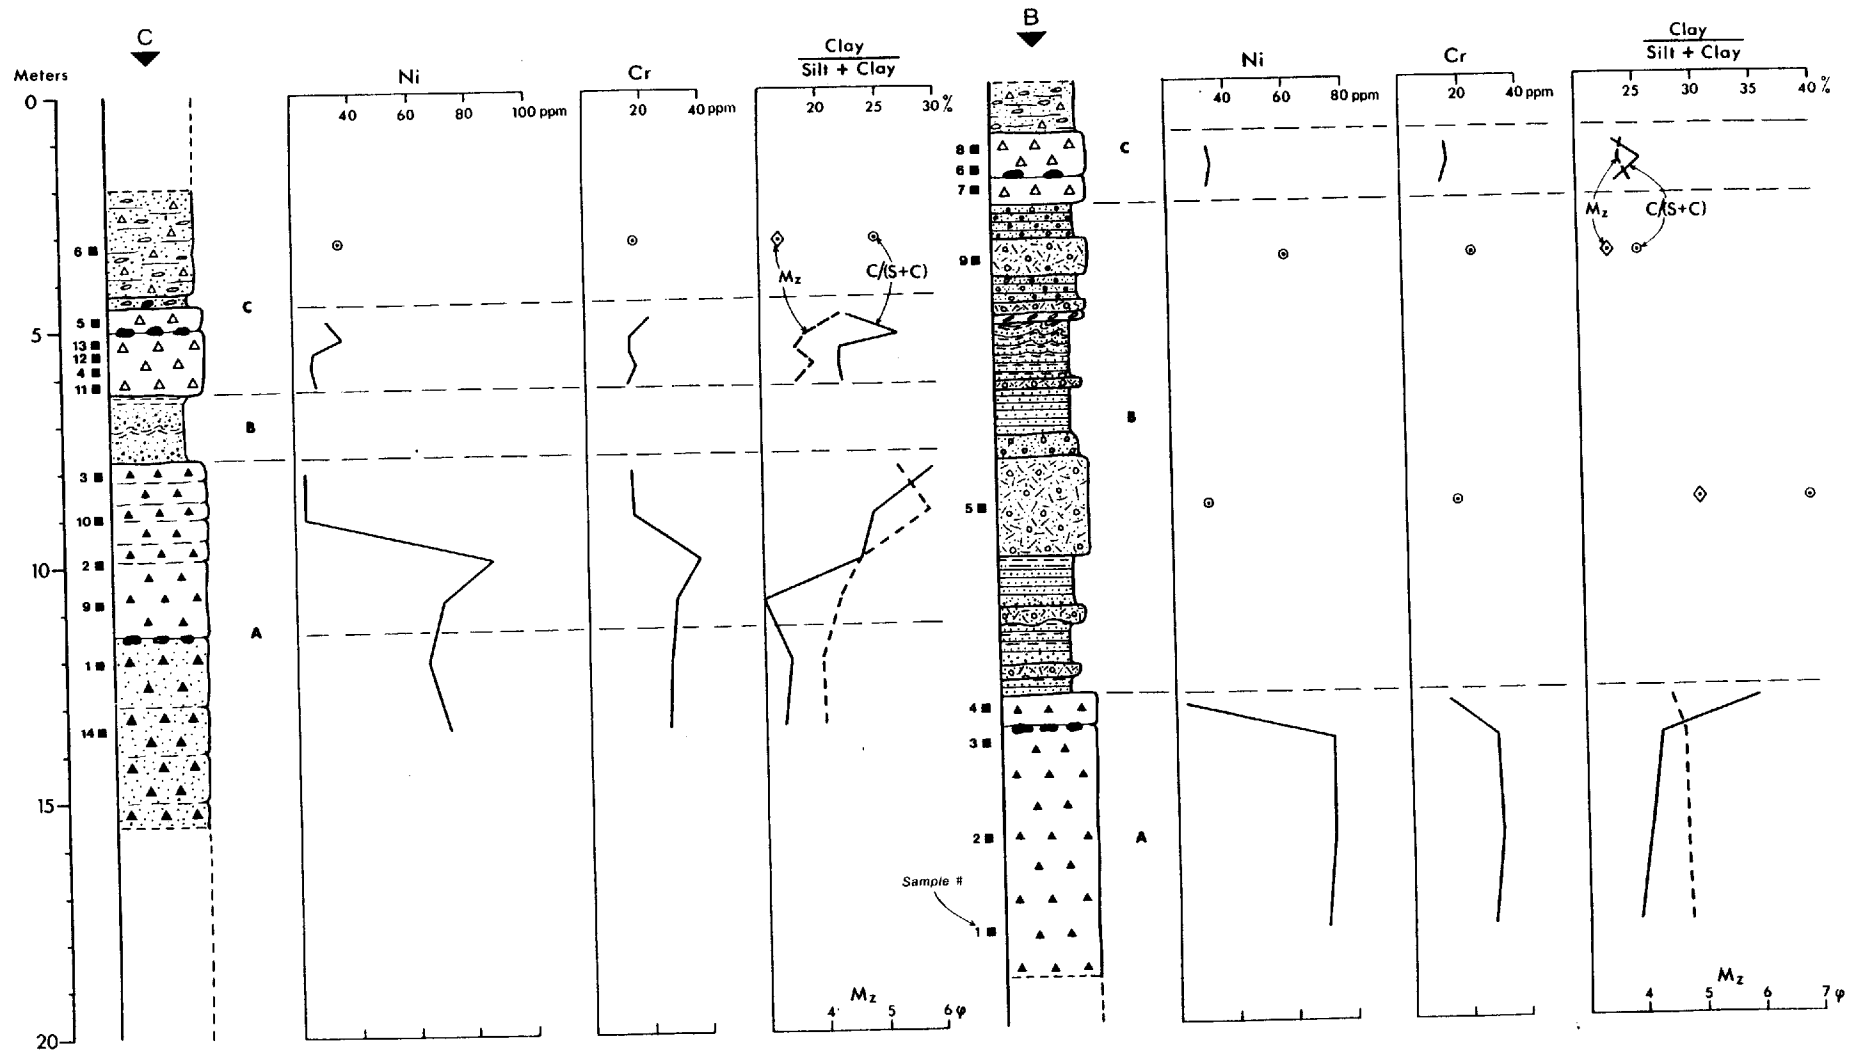 C
B
Meters
Ni
Cr
Clay
Silt + Clay
Ni
Cr
Clay
Silt + Clay
0
40 60 80 100 ppm
20 40 ppm
20 25 30 %
40 60 80 ppm
20 40 ppm
25 30 35 40 %
8
6
7
C
Mz
C/(S+C)
6
Mz
C/(S+C)
9
C
5
5
13
12
4
11
B
B
3
10
5
10
2
9
A
1
14
4
3
15
2
A
Sample #
1
Mz
4 5 6 φ
Mz
4 5 6 7 φ
20